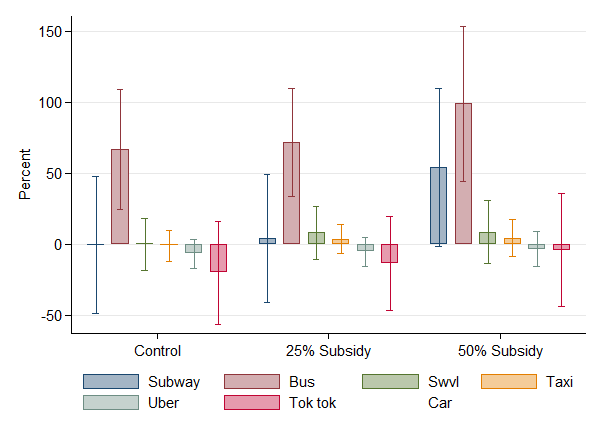 150
100
50
0
-50
Percent
Control 25% Subsidy 50% Subsidy
Subway Bus Swvl Taxi
Uber Tok tok Car